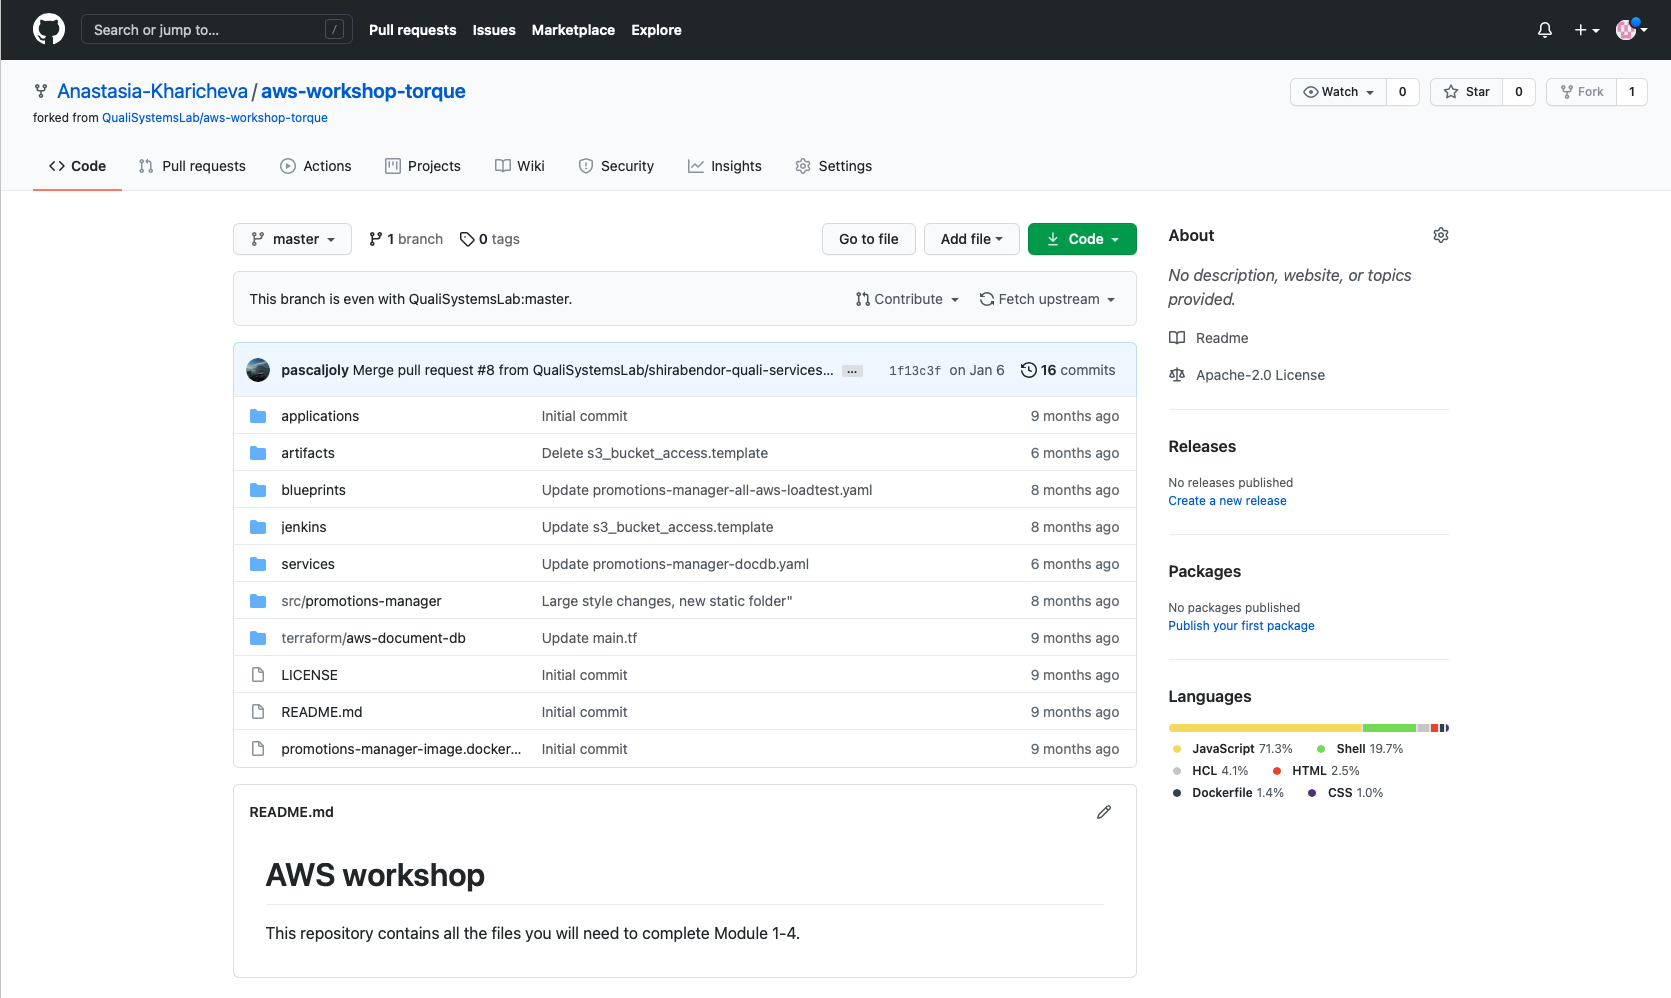 Search or jump to... /
Pull requests Issues Marketplace Explore
Anastasia-Kharicheva / aws-workshop-torque
forked from QualiSystemsLab/aws-workshop-torque
Watch 0 Star 0 Fork 1
Code Pull requests Actions Projects Wiki Security Insights Settings
master 1 branch 0 tags Go to file Add file Code
This branch is even with QualiSystemsLab:master. Contribute Fetch upstream
pascaljoly Merge pull request #8 from QualiSystemsLab/shirabendor-quali-services... ... 1f13c3f on Jan 6 16 commits
applications Initial commit 9 months ago
artifacts Delete s3_bucket_access.template 6 months ago
blueprints Update promotions-manager-all-aws-loadtest.yaml 8 months ago
jenkins Update s3_bucket_access.template 8 months ago
services Update promotions-manager-docdb.yaml 6 months ago
src/promotions-manager Large style changes, new static folder" 8 months ago
terraform/aws-document-db Update main.tf 9 months ago
LICENSE Initial commit 9 months ago
README.md Initial commit 9 months ago
promotions-manager-image.docker... Initial commit 9 months ago
README.md
AWS workshop
This repository contains all the files you will need to complete Module 1-4.
About
No description, website, or topics
provided.
Readme
Apache-2.0 License
Releases
No releases published
Create a new release
Packages
No packages published
Publish your first package
Languages
JavaScript 71.3% Shell 19.7%
HCL 4.1% HTML 2.5%
Dockerfile 1.4% CSS 1.0%